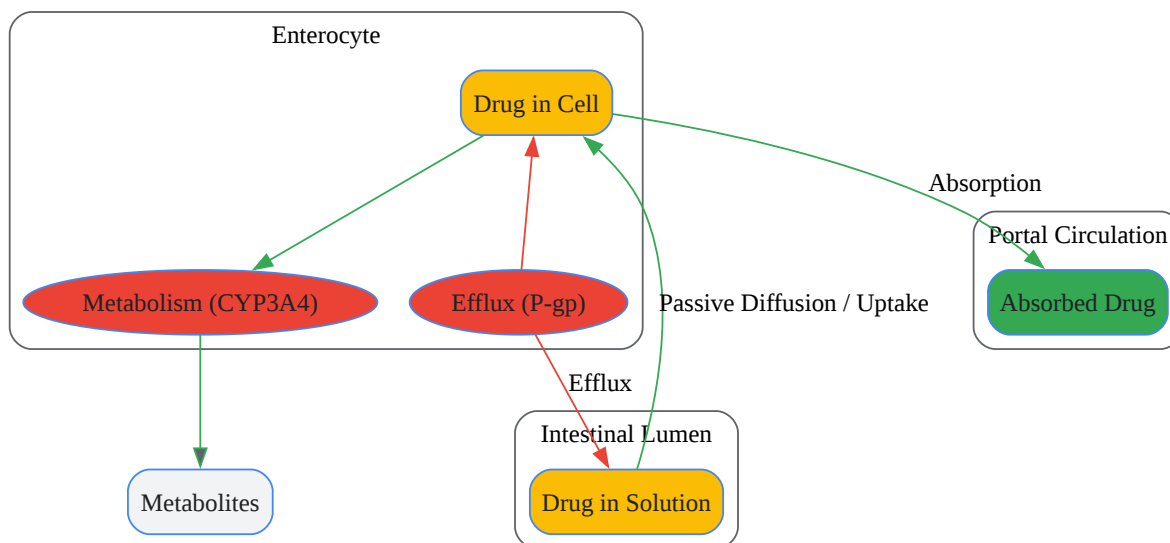 Enterocyte
Drug in Cell
Absorption
Portal Circulation
Metabolism (CYP3A4)
Efflux (P-gp)
Passive Diffusion / Uptake
Absorbed Drug
Efflux
Intestinal Lumen
Metabolites
Drug in Solution